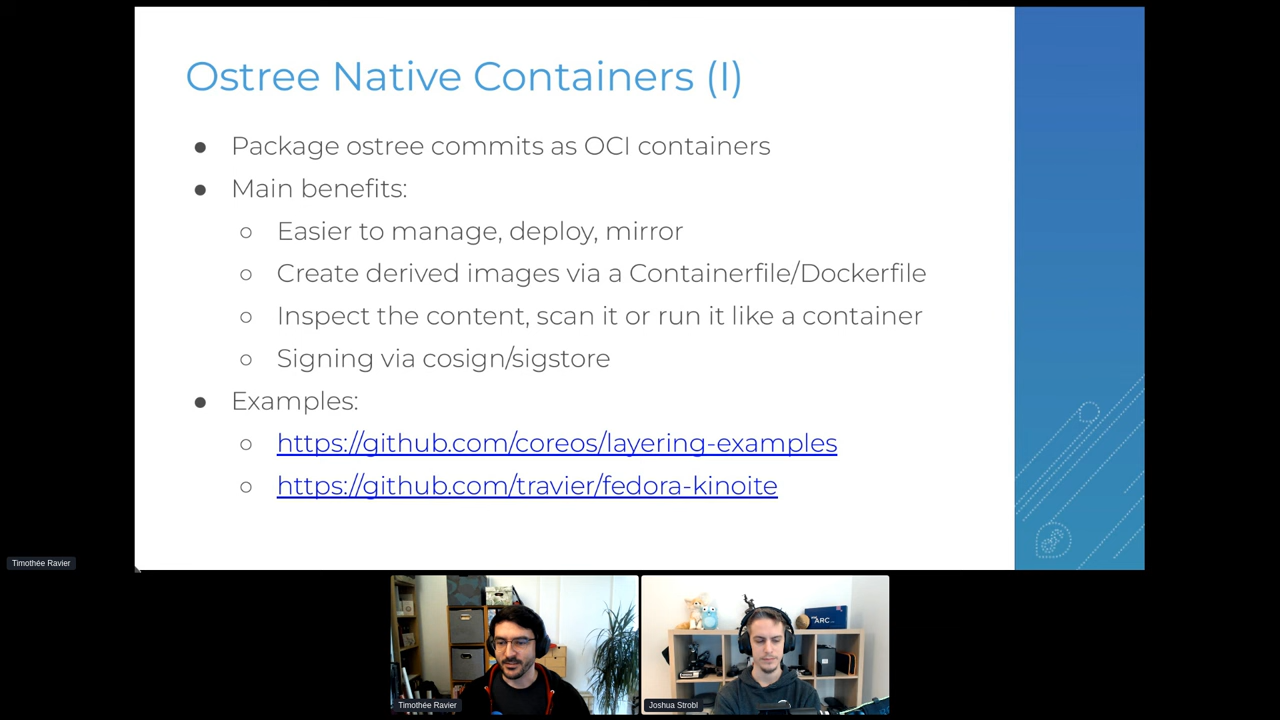 Ostree Native Containers (I)
● Package ostree commits as OCI containers
● Main benefits:
○ Easier to manage, deploy, mirror
○ Create derived images via a Containerfile/Dockerfile
○ Inspect the content, scan it or run it like a container
○ Signing via cosign/sigstore
● Examples:
○ https://github.com/coreos/layering-examples
○ https://github.com/travier/fedora-kinoite
Timothée Ravier
ARC
Timothée Ravier
Joshua Strobl